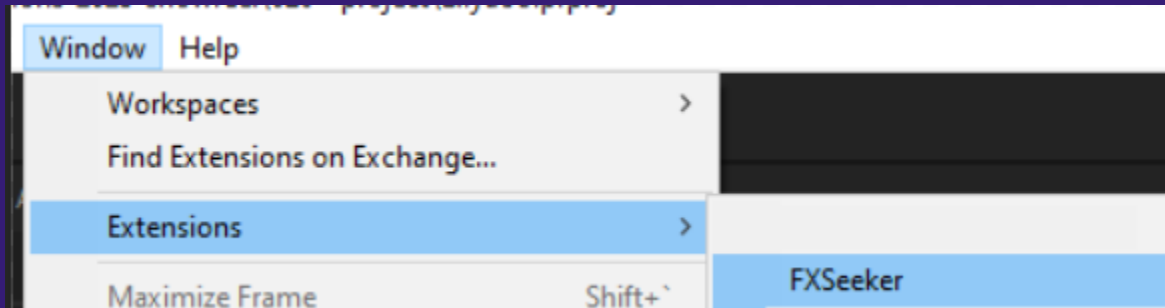 Window Help
Workspaces >
Find Extensions on Exchange...
Extensions >
FXSeeker
Maximize Frame Shift+`